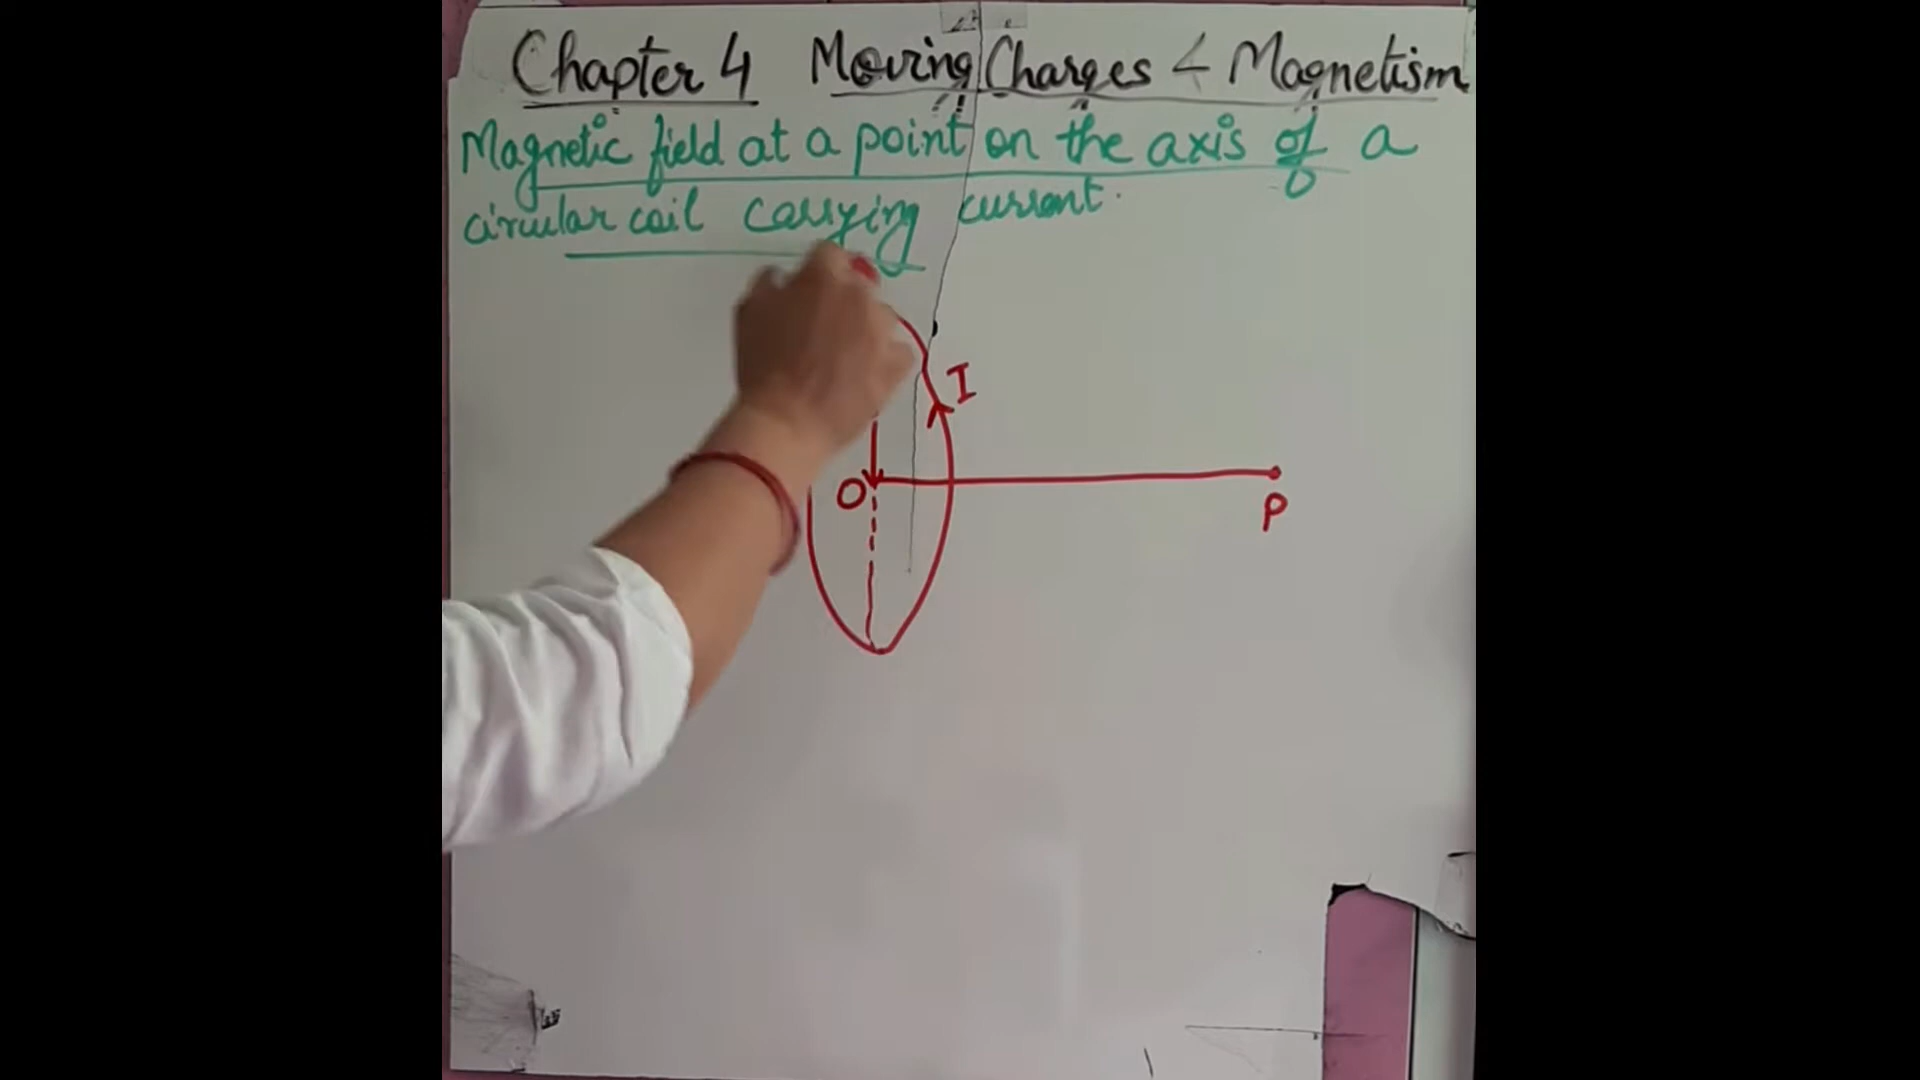 Chapter 4 Moving Charges & Magnetism
Magnetic field at a point on the axis of a
circular coil carrying current.
I
O
P